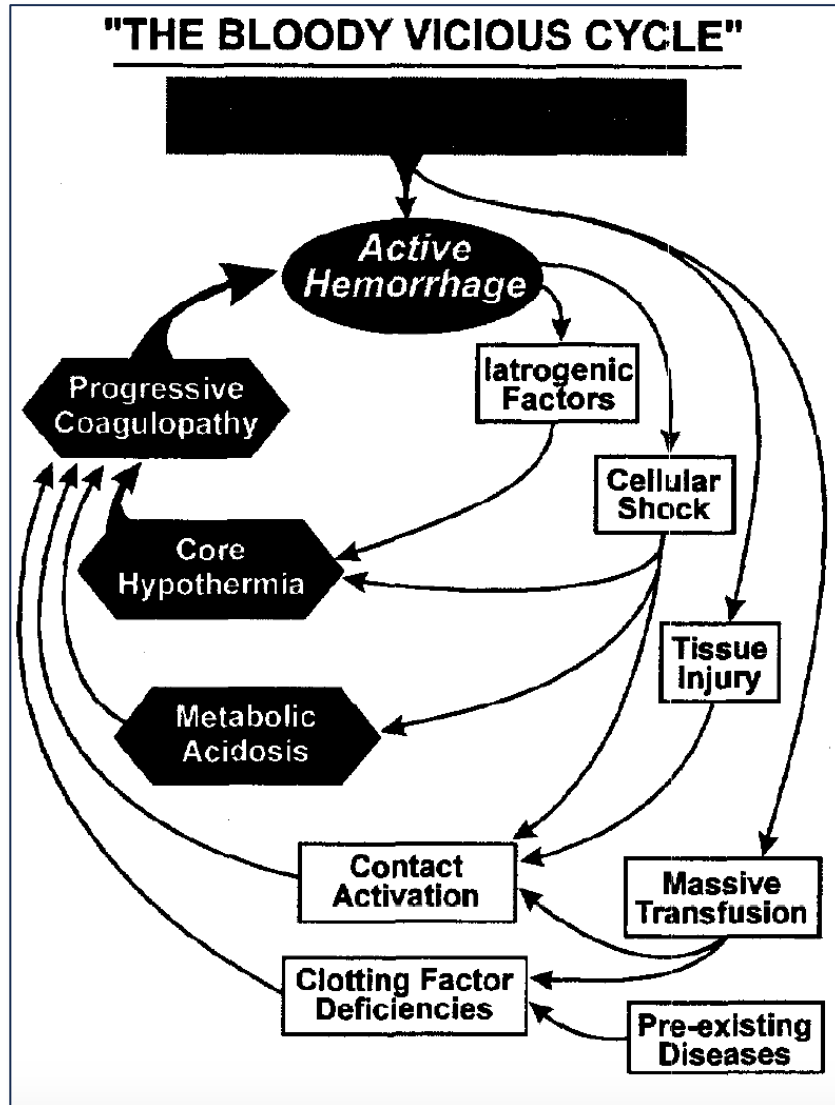 "THE BLOODY VICIOUS CYCLE"
Active
Hemorrhage
Iatrogenic
Factors
Progressive
Coagulopathy
Cellular
Shock
Core
Hypothermia
Tissue
Injury
Metabolic
Acidosis
Contact
Activation
Massive
Transfusion
Clotting Factor
Deficiencies
Pre-existing
Diseases